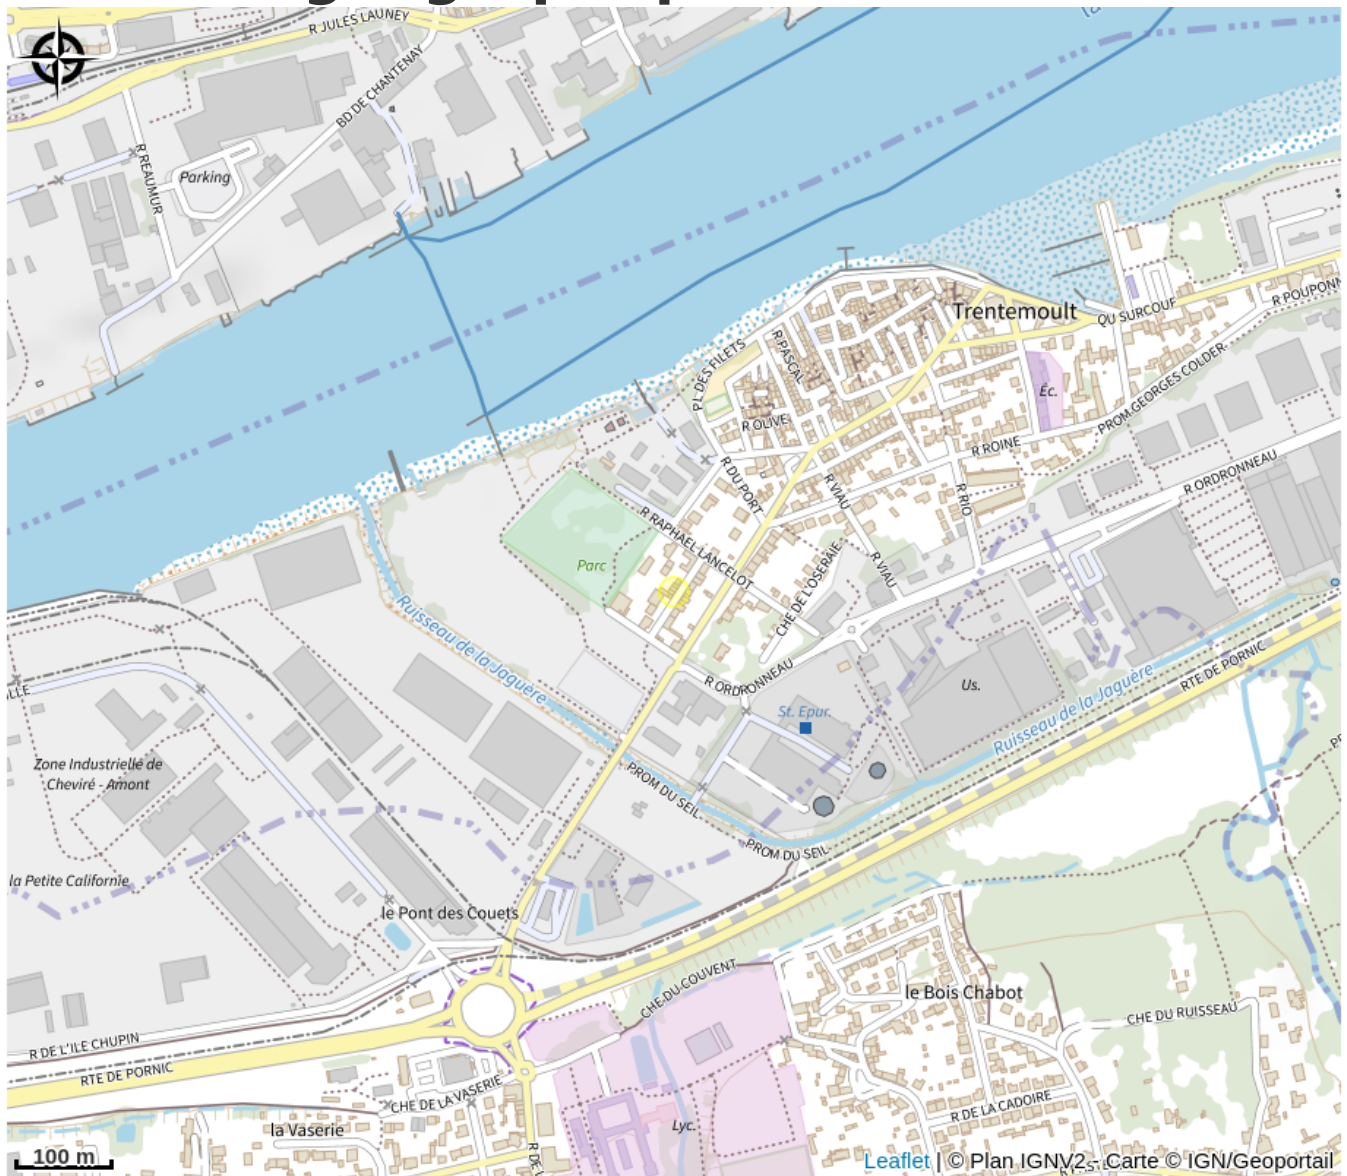 R JULES LAUNEY
BD DE CHANTENAY
R REAUMUR
Parking
Trentemoult
QU SURCOUF
R POUPONN
PL DES FILETS
R PASCAL
Éc.
PROM GEORGES COLDER
R OLIVE
R ROINE
R DU PORT
R VIAU
R RIO
R ORDRONNEAU
R RAPHAEL LANCELOT
Parc
R VIAU
CHE DE L'OSERAIE
Ruisseau de la Jaguère
R ORDRONNEAU
Us.
RTE DE PORNIC
Ruisseau de la Jaguère
St. Epur.
ILLE
Zone Industrielle de
Cheviré - Amont
PROM DU SEIL
PROM DU SEIL
la Petite Californie
le Pont des Couets
CHE DU COUVENT
le Bois Chabot
CHE DU RUISSEAU
R DE L'ILE CHUPIN
RTE DE PORNIC
CHE DE LA VASERIE
R DE LA CADOIRE
la Vaserie
Lyc.
100 m
Leaflet | © Plan IGNV2 - Carte © IGN/Geoportail